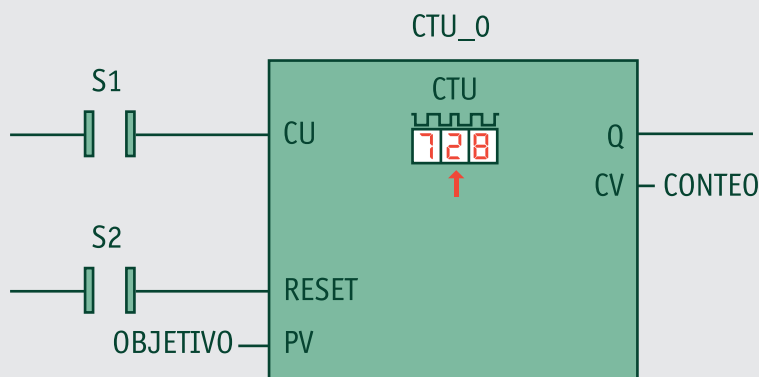 CTU_0
S1
CTU
CU
728
Q
CV
CONTEO
S2
RESET
OBJETIVO
PV